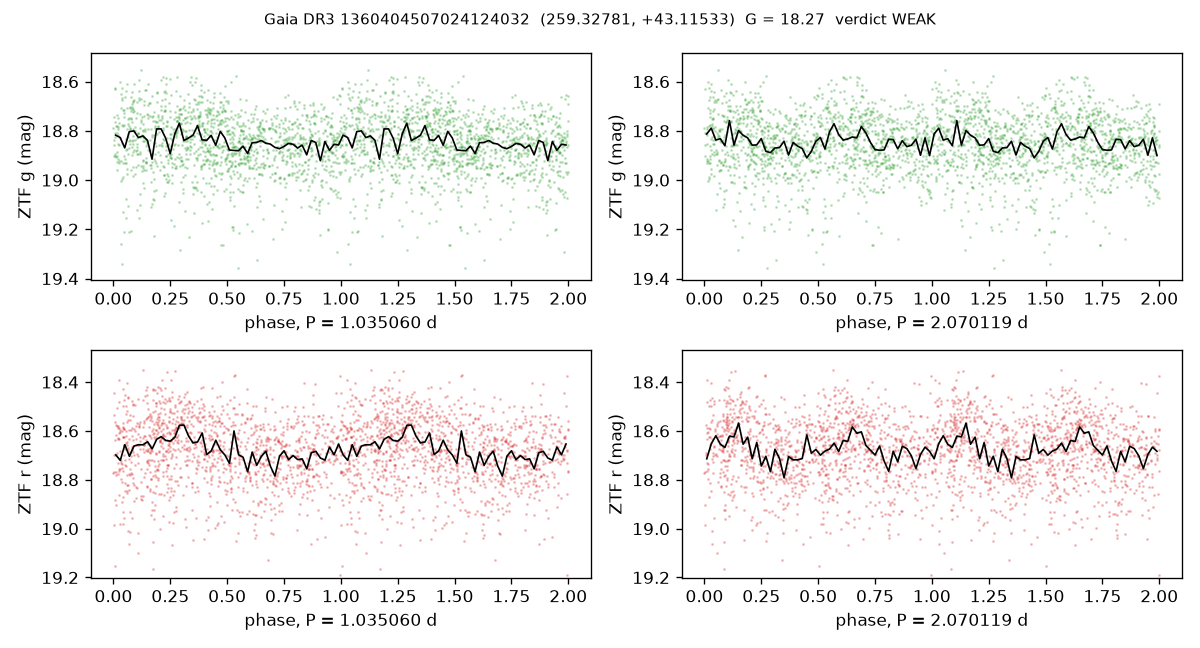 Gaia DR3 1360404507024124032 (259.32781, +43.11533) G = 18.27 verdict WEAK
ZTF g (mag)
18.6
18.8
19.0
19.2
19.4
0.00 0.25 0.50 0.75 1.00 1.25 1.50 1.75 2.00
phase, P = 1.035060 d
ZTF g (mag)
18.6
18.8
19.0
19.2
19.4
0.00 0.25 0.50 0.75 1.00 1.25 1.50 1.75 2.00
phase, P = 2.070119 d
ZTF r (mag)
18.4
18.6
18.8
19.0
19.2
0.00 0.25 0.50 0.75 1.00 1.25 1.50 1.75 2.00
phase, P = 1.035060 d
ZTF r (mag)
18.4
18.6
18.8
19.0
19.2
0.00 0.25 0.50 0.75 1.00 1.25 1.50 1.75 2.00
phase, P = 2.070119 d